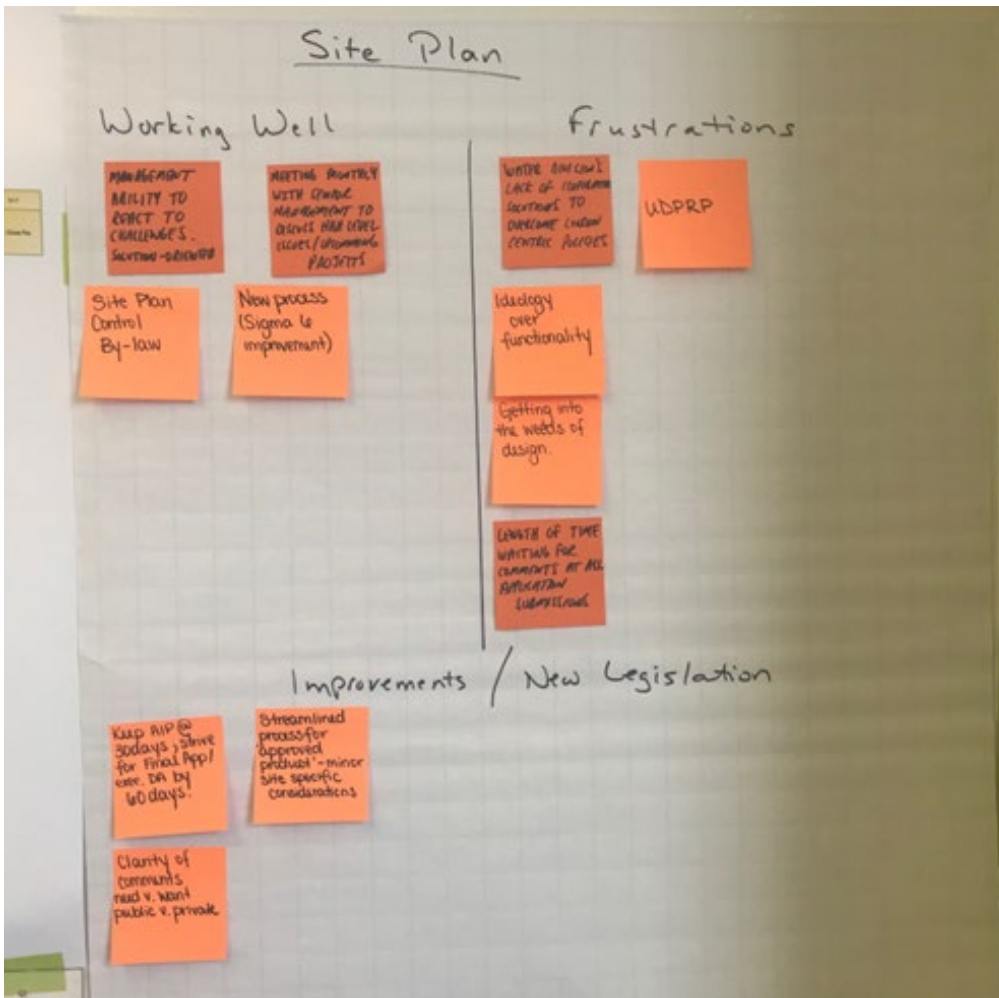 Site Plan
Working Well
MANAGEMENT
ABILITY TO
REACT TO
CHALLENGES.
SOLUTION-ORIENTED
MEETING MONTHLY
WITH SENIOR
MANAGEMENT TO
DISCUSS HIGH LEVEL
ISSUES/UPCOMING
PROJECTS
Site Plan
Control
By-law
New process
(Sigma 6
improvement)
Frustrations
LACK OF
SOLUTIONS TO
OVERCOME LONDON
CENTRIC POLICIES
UDPRP
Ideology
over
functionality
Getting into
the weeds of
design.
LENGTH OF TIME
WAITING FOR
COMMENTS AT ALL
APPLICATION
SUBMISSIONS
Improvements / New Legislation
Keep AIP @
30days, strive
for Final App/
exec. DA by
60 days.
Streamlined
process for
'approved
product' - minor
site specific
considerations
Clarity of
comments
need v. want
public v. private